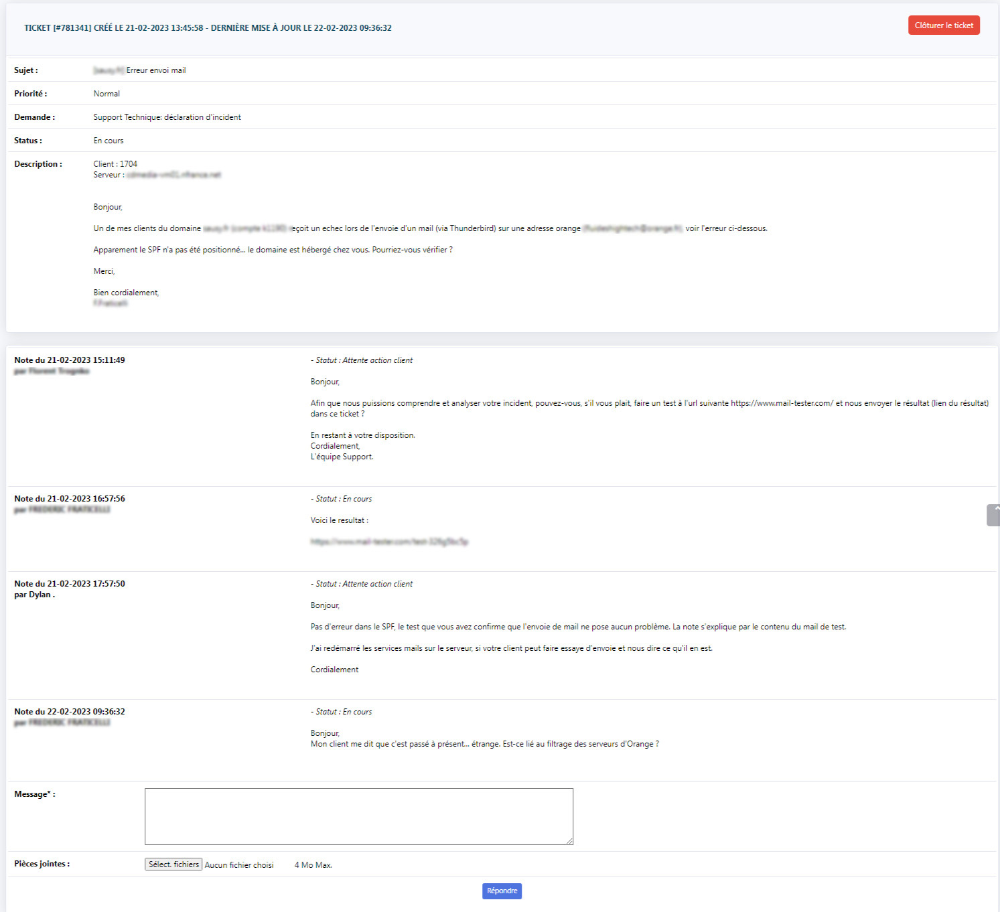 TICKET [#781341] CRÉÉ LE 21-02-2023 13:45:58 - DERNIÈRE MISE À JOUR LE 22-02-2023 09:36:32
Clôturer le ticket
Sujet :
Erreur envoi mail
Priorité :
Normal
Demande :
Support Technique: déclaration d'incident
Status :
En cours
Description :
Client : 1704
Serveur :
Bonjour,
Un de mes clients du domaine reçoit un echec lors de l'envoie d'un mail (via Thunderbird) sur une adresse orange voir l'erreur ci-dessous.
Apparement le SPF n'a pas été positionné... le domaine est hébergé chez vous. Pourriez-vous vérifier ?
Merci,
Bien cordialement,
Note du 21-02-2023 15:11:49
- Statut : Attente action client
Bonjour,
Afin que nous puissions comprendre et analyser votre incident, pouvez-vous, s'il vous plait, faire un test à l'url suivante https://www.mail-tester.com/ et nous envoyer le résultat (lien du résultat)
dans ce ticket ?
En restant à votre disposition.
Cordialement,
L'équipe Support.
Note du 21-02-2023 16:57:56
- Statut : En cours
Voici le resultat :
Note du 21-02-2023 17:57:50
par Dylan .
- Statut : Attente action client
Bonjour,
Pas d'erreur dans le SPF, le test que vous avez confirme que l'envoie de mail ne pose aucun problème. La note s'explique par le contenu du mail de test.
J'ai redémarré les services mails sur le serveur, si votre client peut faire essaye d'envoie et nous dire ce qu'il en est.
Cordialement
Note du 22-02-2023 09:36:32
- Statut : En cours
Bonjour,
Mon client me dit que c'est passé à présent... étrange. Est-ce lié au filtrage des serveurs d'Orange ?
Message* :
Pièces jointes :
Sélect. fichiers Aucun fichier choisi
4 Mo Max.
Répondre